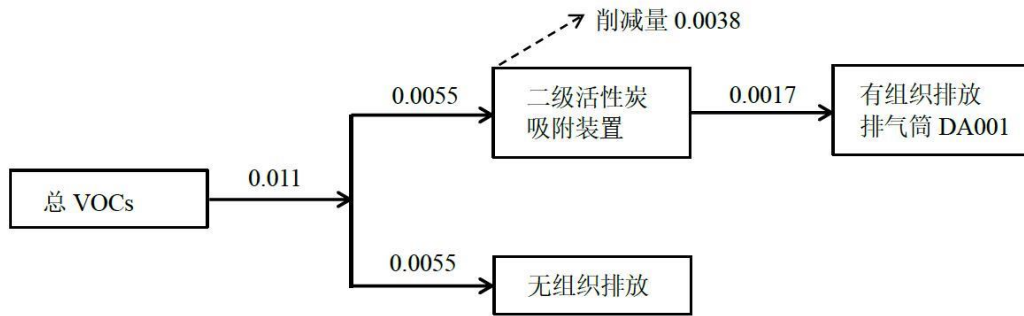 削减量 0.0038
0.0055
二级活性炭
吸附装置
0.0017
有组织排放
排气筒 DA001
总 VOCs
0.011
0.0055
无组织排放